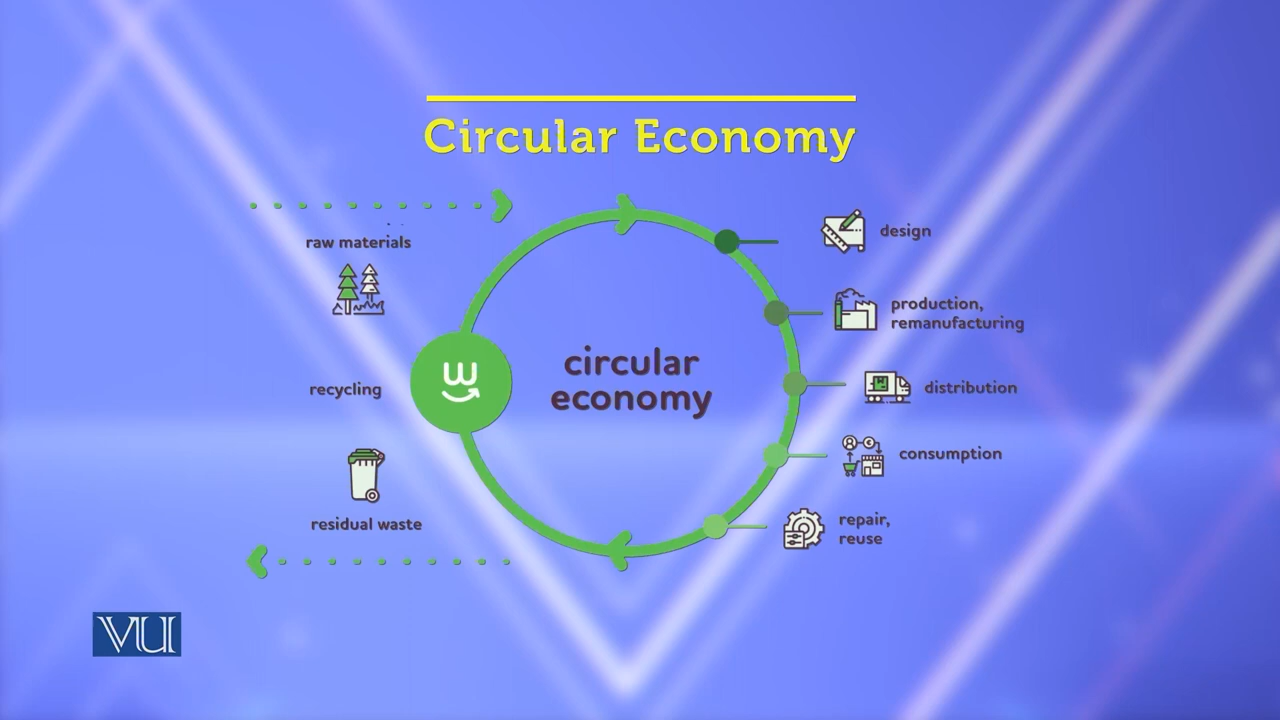 Circular Economy
raw materials
design
production,
remanufacturing
circular
economy
recycling
distribution
consumption
residual waste
repair,
reuse
VU